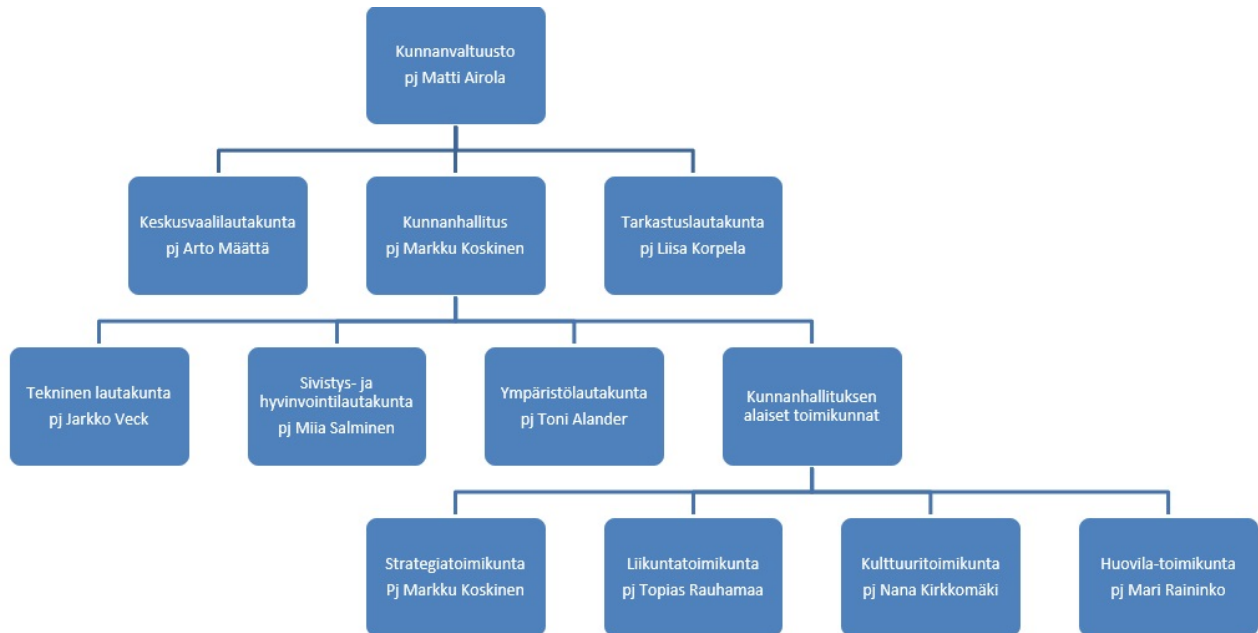 Kunnanvaltuusto
pj Matti Airola
Keskusvaalilautakunta
pj Arto Määttä
Kunnanhallitus
pj Markku Koskinen
Tarkastuslautakunta
pj Liisa Korpela
Tekninen lautakunta
pj Jarkko Veck
Sivistys- ja
hyvinvointilautakunta
pj Miia Salminen
Ympäristölautakunta
pj Toni Alander
Kunnanhallituksen
alaiset toimikunnat
Strategiatoimikunta
Pj Markku Koskinen
Liikuntatoimikunta
pj Topias Rauhamaa
Kulttuuritoimikunta
pj Nana Kirkkomäki
Huovila-toimikunta
pj Mari Raininko